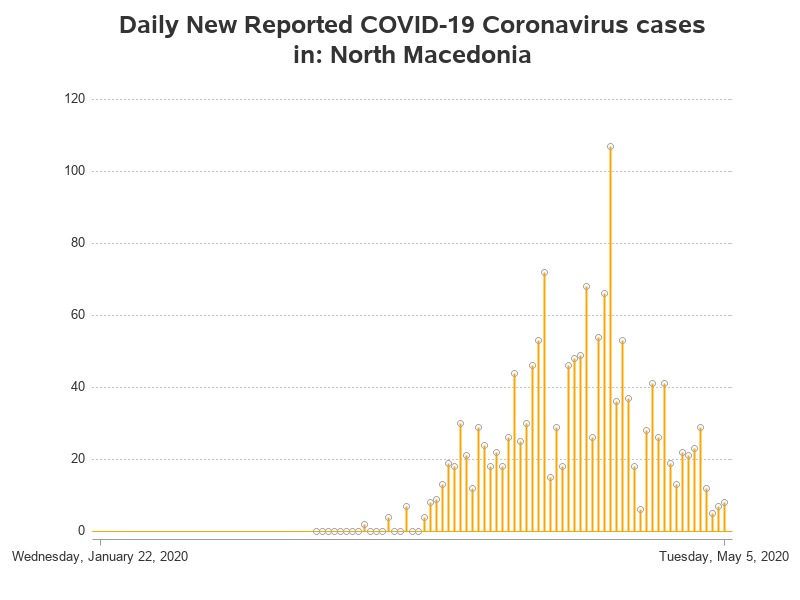 Daily New Reported COVID-19 Coronavirus cases
in: North Macedonia
120
100
80
60
40
20
0
Wednesday, January 22, 2020
Tuesday, May 5, 2020